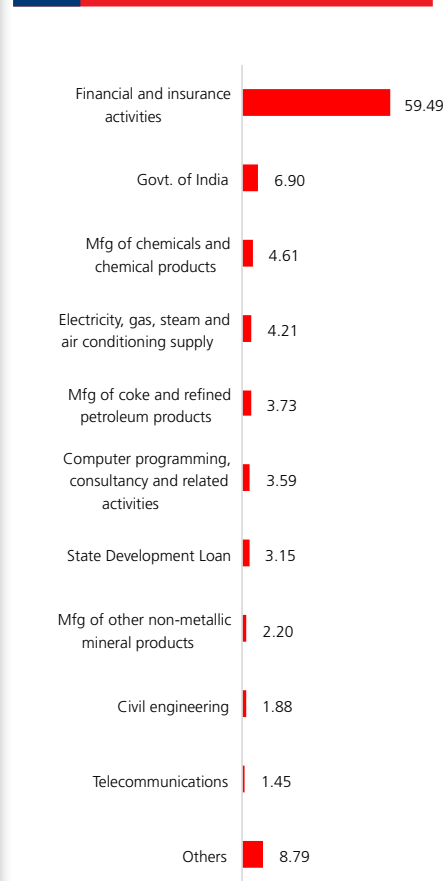 Financial and insurance
activities
59.49
Govt. of India
6.90
Mfg of chemicals and
chemical products
4.61
Electricity, gas, steam and
air conditioning supply
4.21
Mfg of coke and refined
petroleum products
3.73
Computer programming,
consultancy and related
activities
3.59
State Development Loan
3.15
Mfg of other non-metallic
mineral products
2.20
Civil engineering
1.88
Telecommunications
1.45
Others
8.79